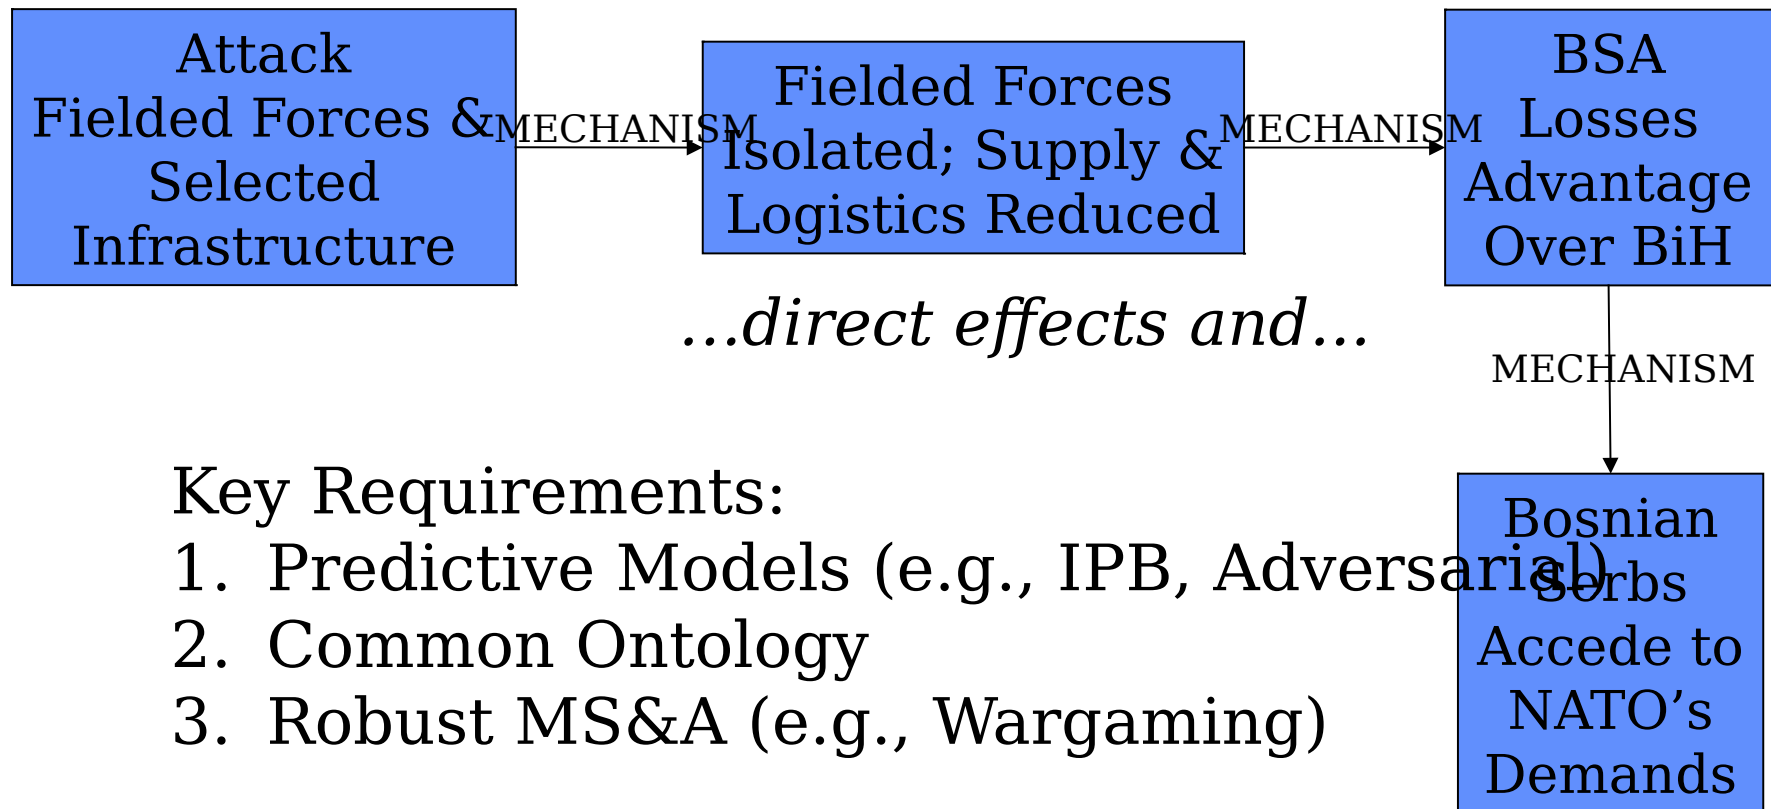 Attack
Fielded Forces &
Selected
Infrastructure
MECHANISM
Fielded Forces
Isolated; Supply &
Logistics Reduced
MECHANISM
BSA
Losses
Advantage
Over BiH
…direct effects and…
MECHANISM
Bosnian
Serbs
Accede to
NATO’s
Demands
Key Requirements:
1. Predictive Models (e.g., IPB, Adversarial)
2. Common Ontology
3. Robust MS&A (e.g., Wargaming)